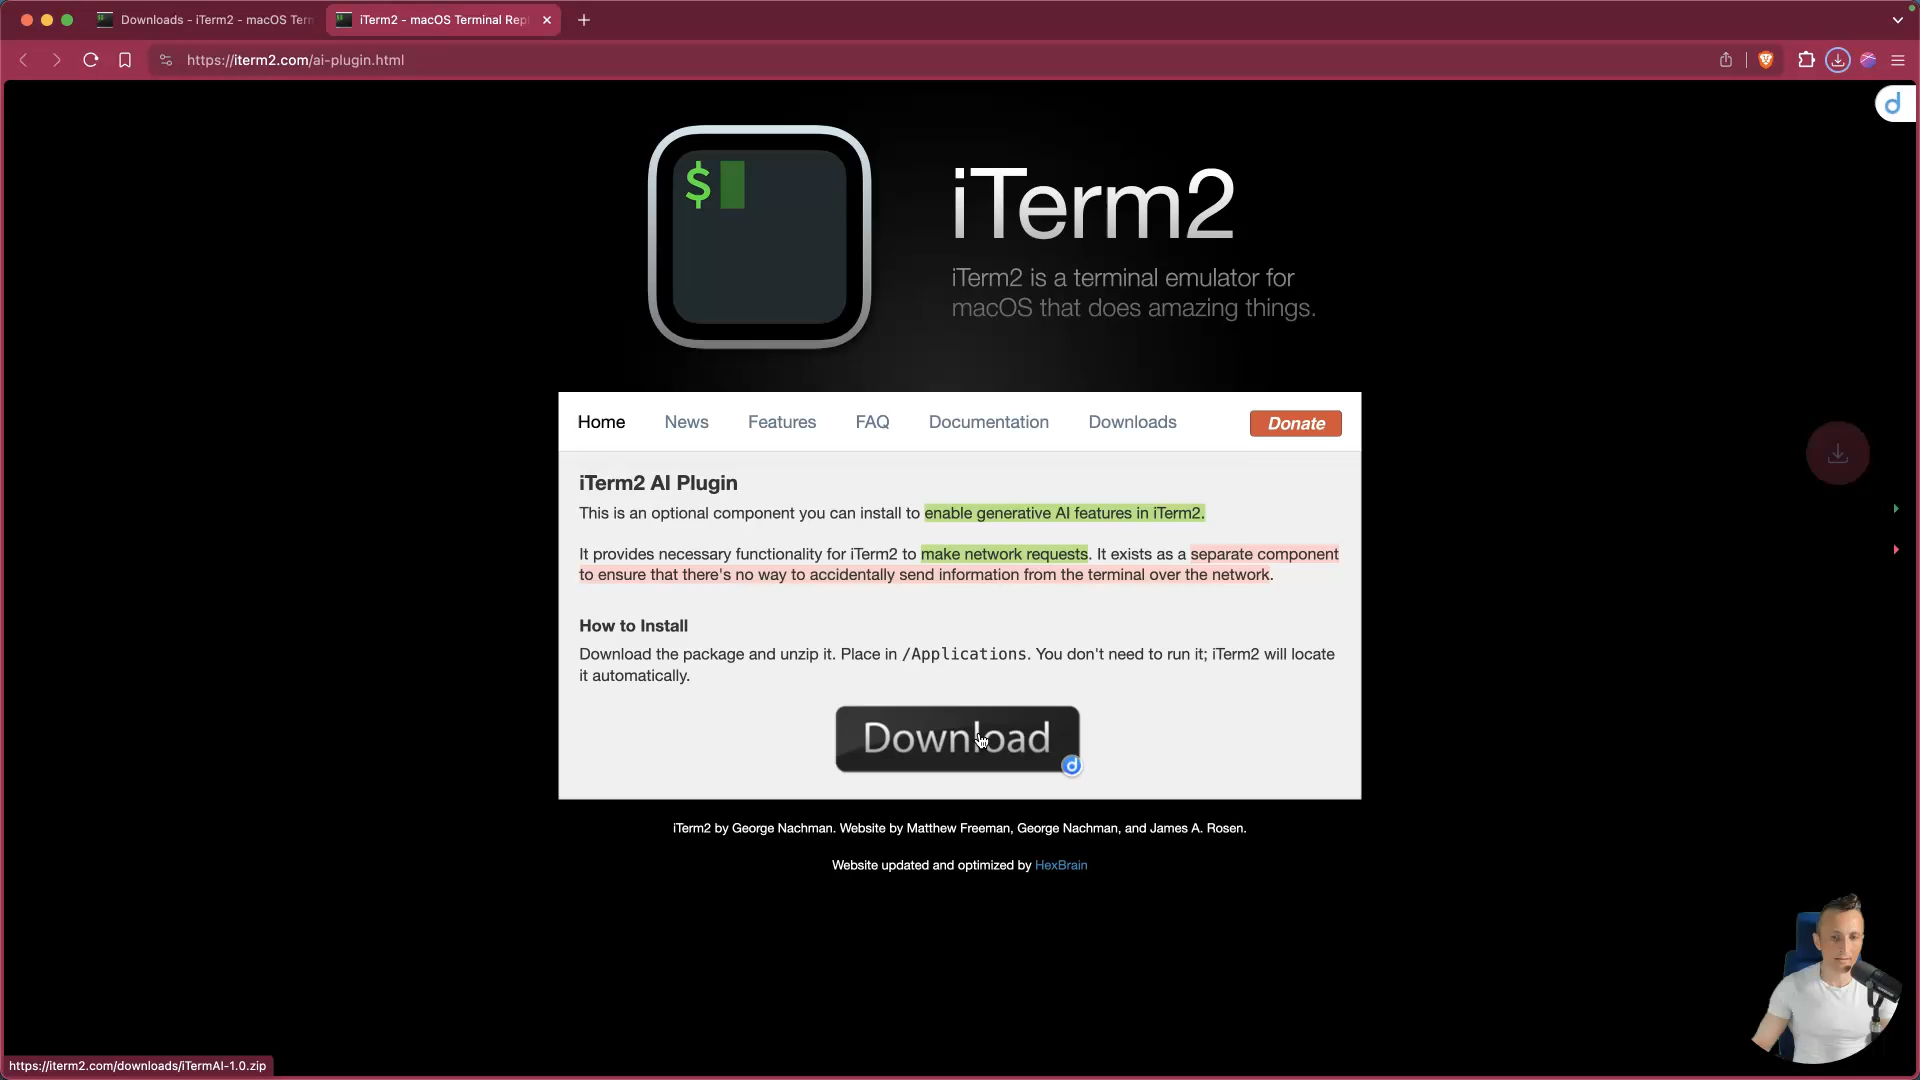 Downloads - iTerm2 - macOS Tern
iTerm2 - macOS Terminal Repl
https://iterm2.com/ai-plugin.html
$
iTerm2
iTerm2 is a terminal emulator for
macOS that does amazing things.
Home News Features FAQ Documentation Downloads Donate
iTerm2 AI Plugin
This is an optional component you can install to enable generative AI features in iTerm2.
It provides necessary functionality for iTerm2 to make network requests. It exists as a separate component
to ensure that there's no way to accidentally send information from the terminal over the network.
How to Install
Download the package and unzip it. Place in /Applications. You don't need to run it; iTerm2 will locate
it automatically.
Download
d
iTerm2 by George Nachman. Website by Matthew Freeman, George Nachman, and James A. Rosen.
Website updated and optimized by HexBrain
https://iterm2.com/downloads/iTermAI-1.0.zip